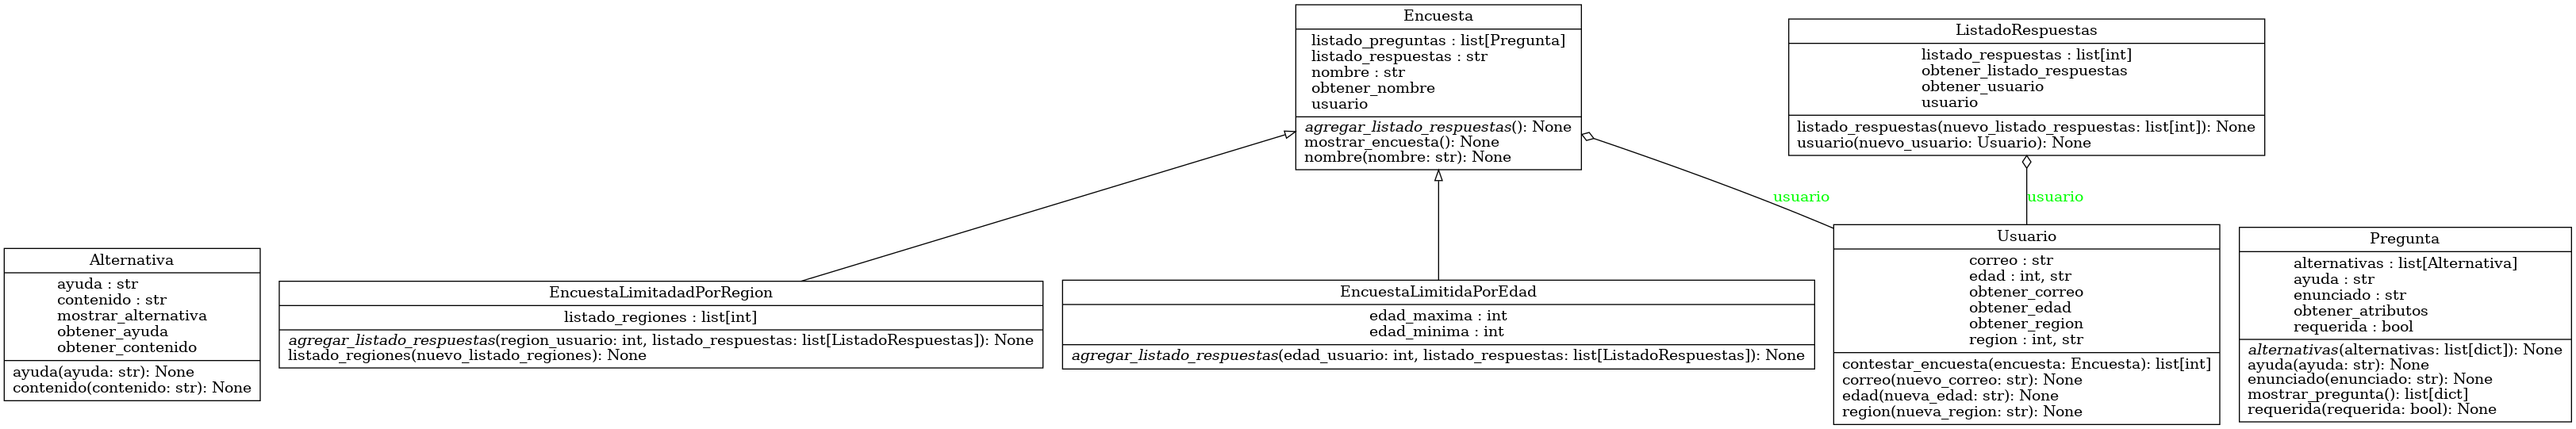 Encuesta
listado_preguntas : list[Pregunta]
listado_respuestas : str
nombre : str
obtener_nombre
usuario
agregar_listado_respuestas(): None
mostrar_encuesta(): None
nombre(nombre: str): None
ListadoRespuestas
listado_respuestas : list[int]
obtener_listado_respuestas
obtener_usuario
usuario
listado_respuestas(nuevo_listado_respuestas: list[int]): None
usuario(nuevo_usuario: Usuario): None
usuario
usuario
Alternativa
ayuda : str
contenido : str
mostrar_alternativa
obtener_ayuda
obtener_contenido
ayuda(ayuda: str): None
contenido(contenido: str): None
EncuestaLimitadadPorRegion
listado_regiones : list[int]
agregar_listado_respuestas(region_usuario: int, listado_respuestas: list[ListadoRespuestas]): None
listado_regiones(nuevo_listado_regiones): None
EncuestaLimitidaPorEdad
edad_maxima : int
edad_minima : int
agregar_listado_respuestas(edad_usuario: int, listado_respuestas: list[ListadoRespuestas]): None
Usuario
correo : str
edad : int, str
obtener_correo
obtener_edad
obtener_region
region : int, str
contestar_encuesta(encuesta: Encuesta): list[int]
correo(nuevo_correo: str): None
edad(nueva_edad: str): None
region(nueva_region: str): None
Pregunta
alternativas : list[Alternativa]
ayuda : str
enunciado : str
obtener_atributos
requerida : bool
alternativas(alternativas: list[dict]): None
ayuda(ayuda: str): None
enunciado(enunciado: str): None
mostrar_pregunta(): list[dict]
requerida(requerida: bool): None